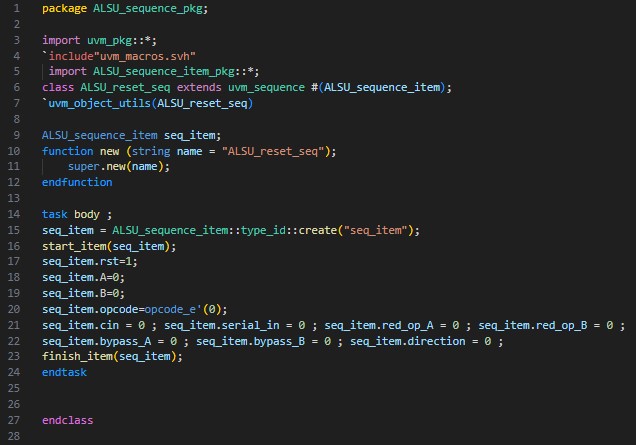 1 package ALSU_sequence_pkg;
2
3 import uvm_pkg::*;
4 `include"uvm_macros.svh"
5 import ALSU_sequence_item_pkg::*;
6 class ALSU_reset_seq extends uvm_sequence #(ALSU_sequence_item);
7 `uvm_object_utils(ALSU_reset_seq)
8
9 ALSU_sequence_item seq_item;
10 function new (string name = "ALSU_reset_seq");
11 super.new(name);
12 endfunction
13
14 task body ;
15 seq_item = ALSU_sequence_item::type_id::create("seq_item");
16 start_item(seq_item);
17 seq_item.rst=1;
18 seq_item.A=0;
19 seq_item.B=0;
20 seq_item.opcode=opcode_e'(0);
21 seq_item.cin = 0 ; seq_item.serial_in = 0 ; seq_item.red_op_A = 0 ; seq_item.red_op_B = 0 ;
22 seq_item.bypass_A = 0 ; seq_item.bypass_B = 0 ; seq_item.direction = 0 ;
23 finish_item(seq_item);
24 endtask
25
26
27 endclass
28